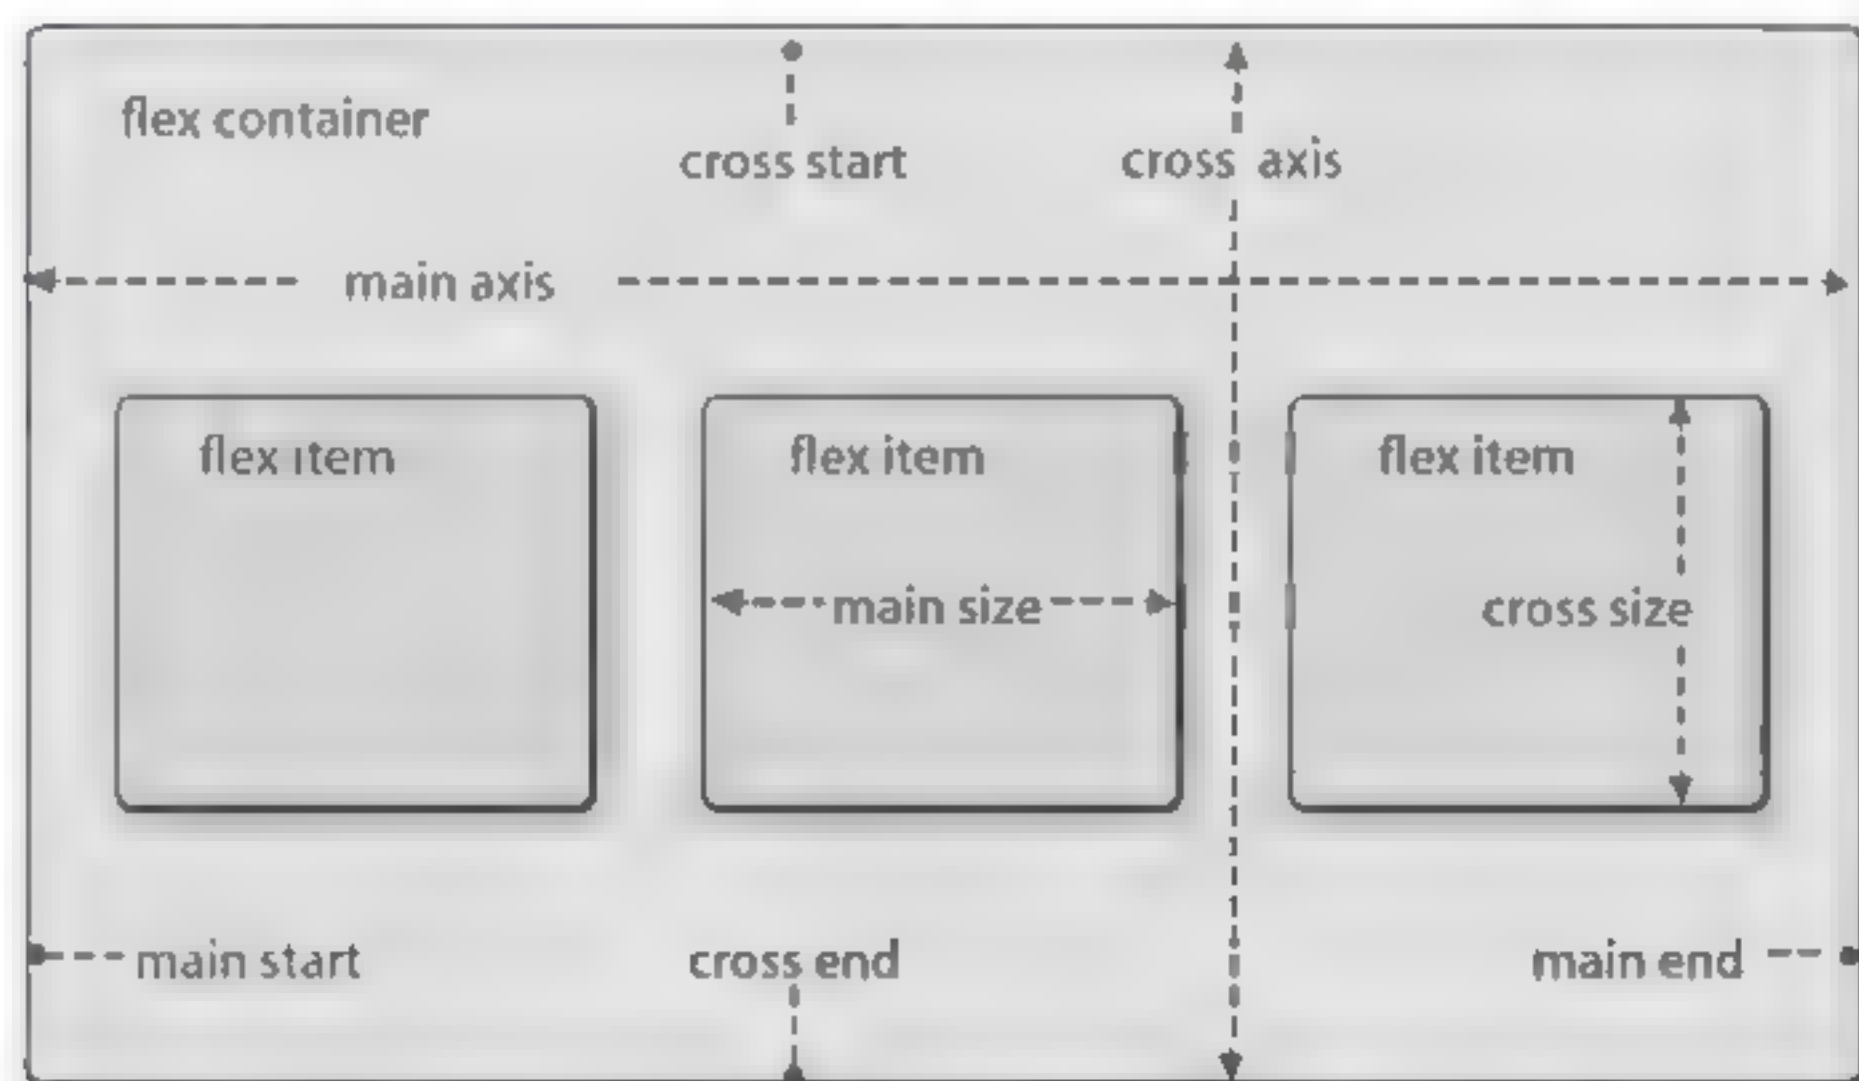 flex container
cross start
cross axis
main axis
flex item
flex item
flex item
main size
cross size
main start
cross end
main end